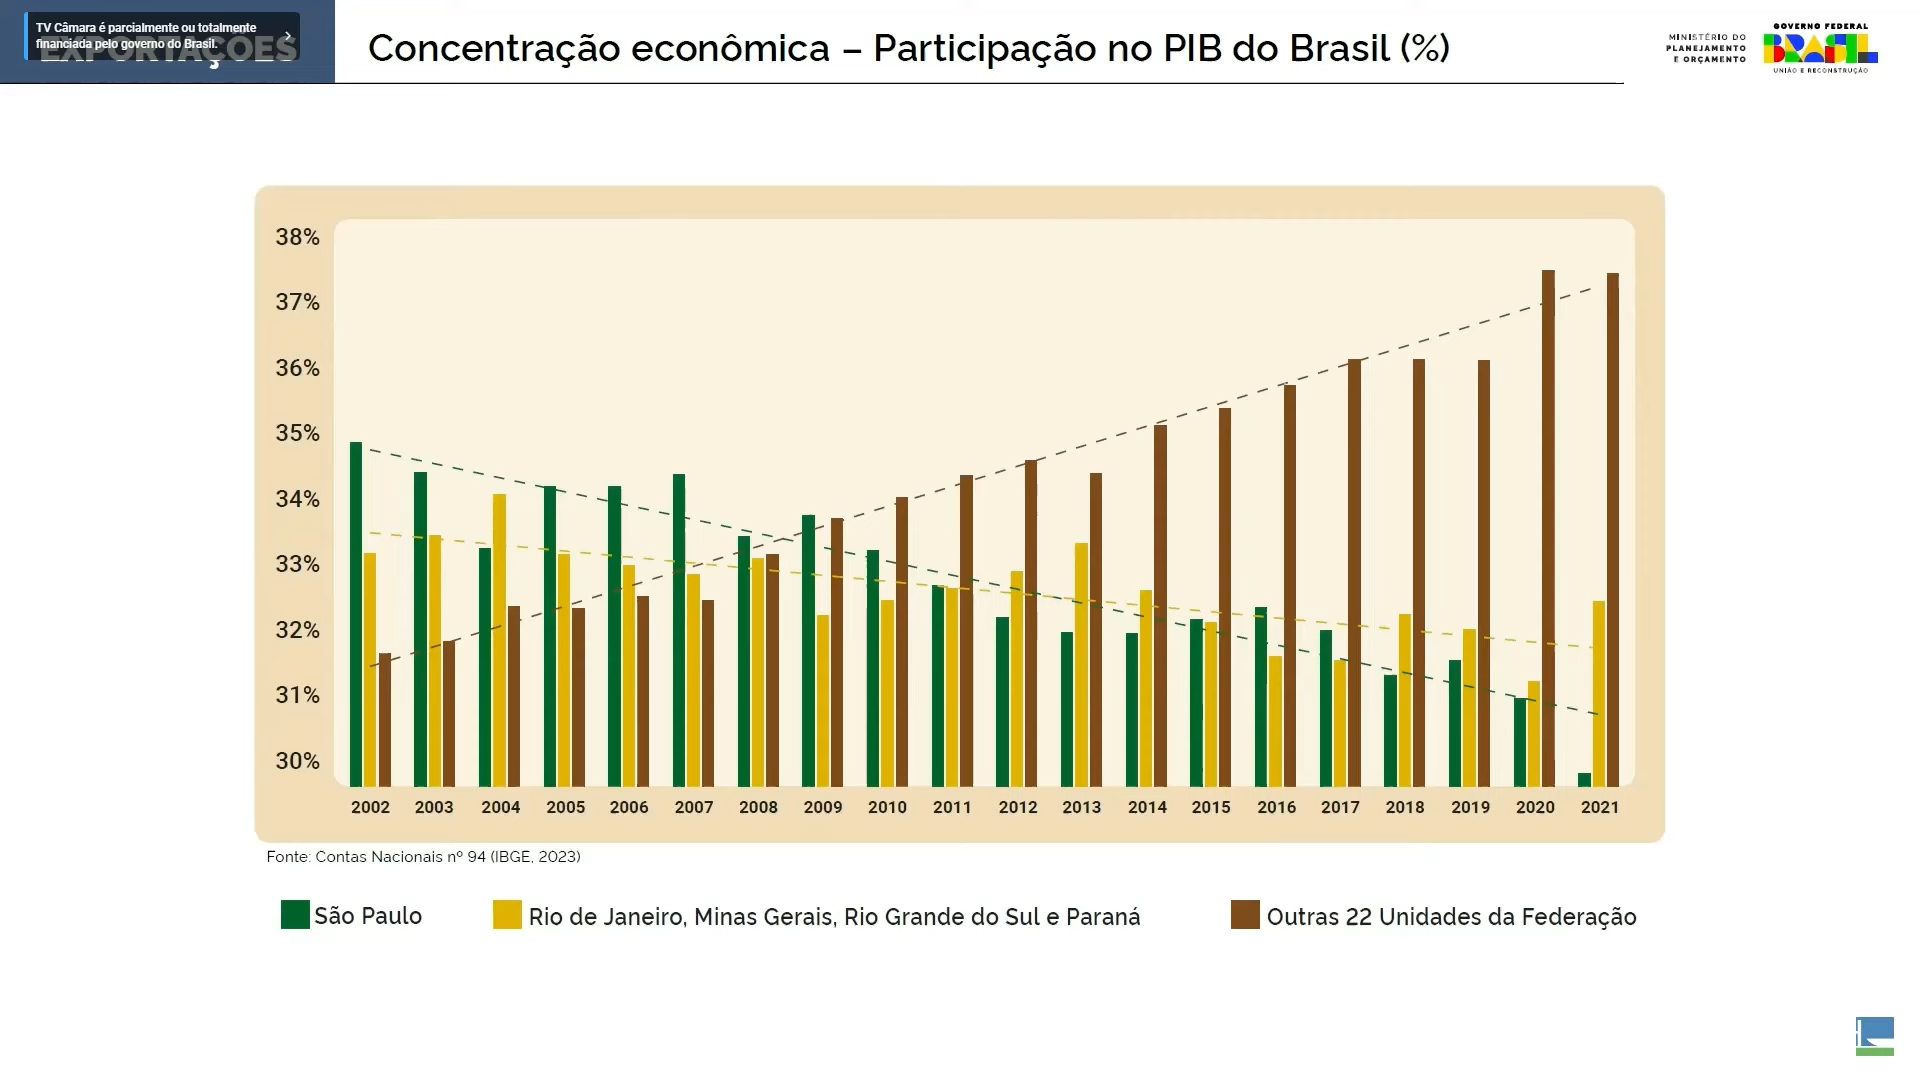 TV Câmara é parcialmente ou totalmente
financiada pelo governo do Brasil.
EXPORTAÇÕES
Concentração econômica – Participação no PIB do Brasil (%)
MINISTÉRIO DO
PLANEJAMENTO
E ORÇAMENTO
GOVERNO FEDERAL
BRASIL
UNIÃO E RECONSTRUÇÃO
38%
37%
36%
35%
34%
33%
32%
31%
30%
2002 2003 2004 2005 2006 2007 2008 2009 2010 2011 2012 2013 2014 2015 2016 2017 2018 2019 2020 2021
Fonte: Contas Nacionais nº 94 (IBGE, 2023)
São Paulo
Rio de Janeiro, Minas Gerais, Rio Grande do Sul e Paraná
Outras 22 Unidades da Federação